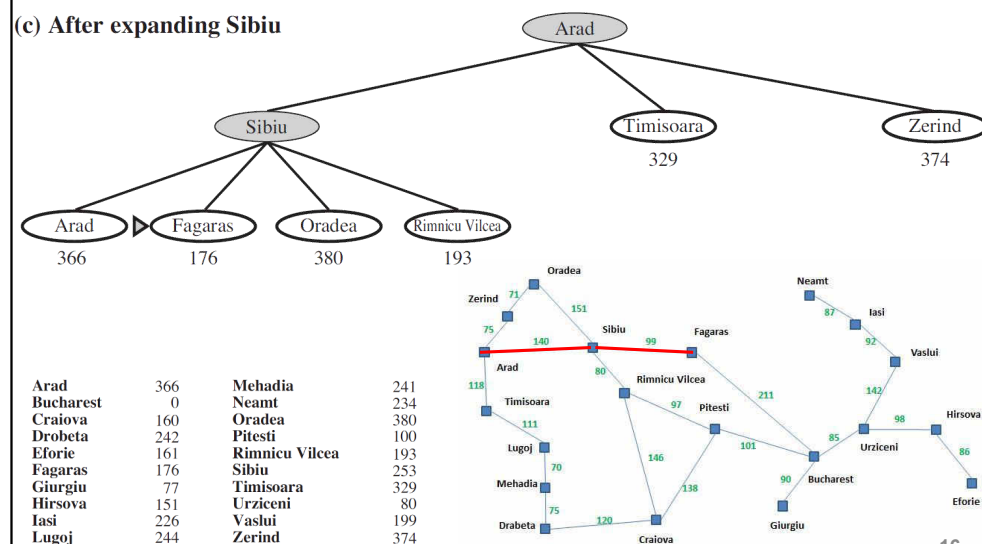 (c) After expanding Sibiu
Arad
Sibiu
Timisoara
329
Zerind
374
Arad
366
Fagaras
176
Oradea
380
Rimnicu Vilcea
193
Arad 366 Mehadia 241
Bucharest 0 Neamt 234
Craiova 160 Oradea 380
Drobeta 242 Pitesti 100
Eforie 161 Rimnicu Vilcea 193
Fagaras 176 Sibiu 253
Giurgiu 77 Timisoara 329
Hirsova 151 Urziceni 80
Iasi 226 Vaslui 199
Lugoj 244 Zerind 374
Oradea
71
Zerind
151
75
Sibiu
Fagaras
140
99
Arad
80
118
Rimnicu Vilcea
Timisoara
97
Pitesti
211
111
Lugoj
101
70
146
Mehadia
138
75
Drabeta
120
Craiova
Neamt
87
Iasi
92
Vaslui
142
Hirsova
98
85
Urziceni
86
Bucharest
90
Eforie
Giurgiu